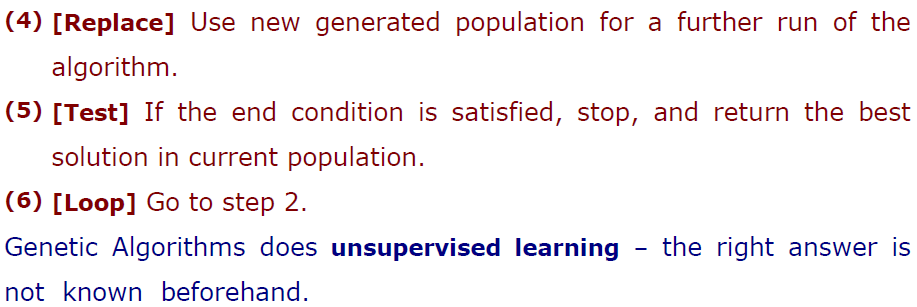 (4) [Replace] Use new generated population for a further run of the
algorithm.
(5) [Test] If the end condition is satisfied, stop, and return the best
solution in current population.
(6) [Loop] Go to step 2.
Genetic Algorithms does unsupervised learning – the right answer is
not known beforehand.